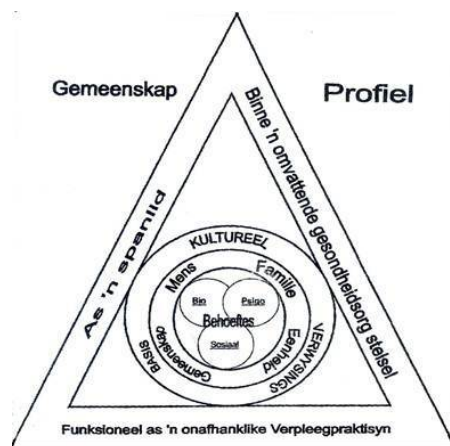 Gemeenskap
Profiel
As 'n spanlid
Binne 'n omvattende gesondheidsorg stelsel
KULTUREEL
Mens
Familie
Bio
Psigo
Behoeftes
Sosiaal
Gemeenskap
Eenheid
BASIS
VERWYSINGS
Funksioneel as 'n onafhanklike Verpleegpraktisyn